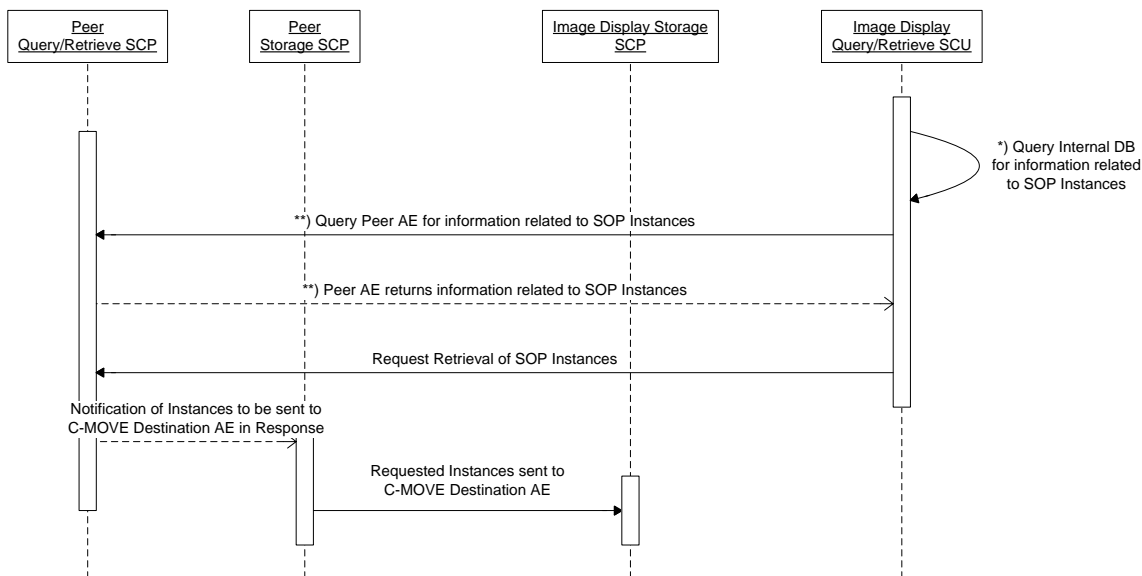 Peer
Query/Retrieve SCP
Peer
Storage SCP
Image Display Storage
SCP
Image Display
Query/Retrieve SCU
*) Query Internal DB
for information related
to SOP Instances
**) Query Peer AE for information related to SOP Instances
**) Peer AE returns information related to SOP Instances
Request Retrieval of SOP Instances
Notification of Instances to be sent to
C-MOVE Destination AE in Response
Requested Instances sent to
C-MOVE Destination AE